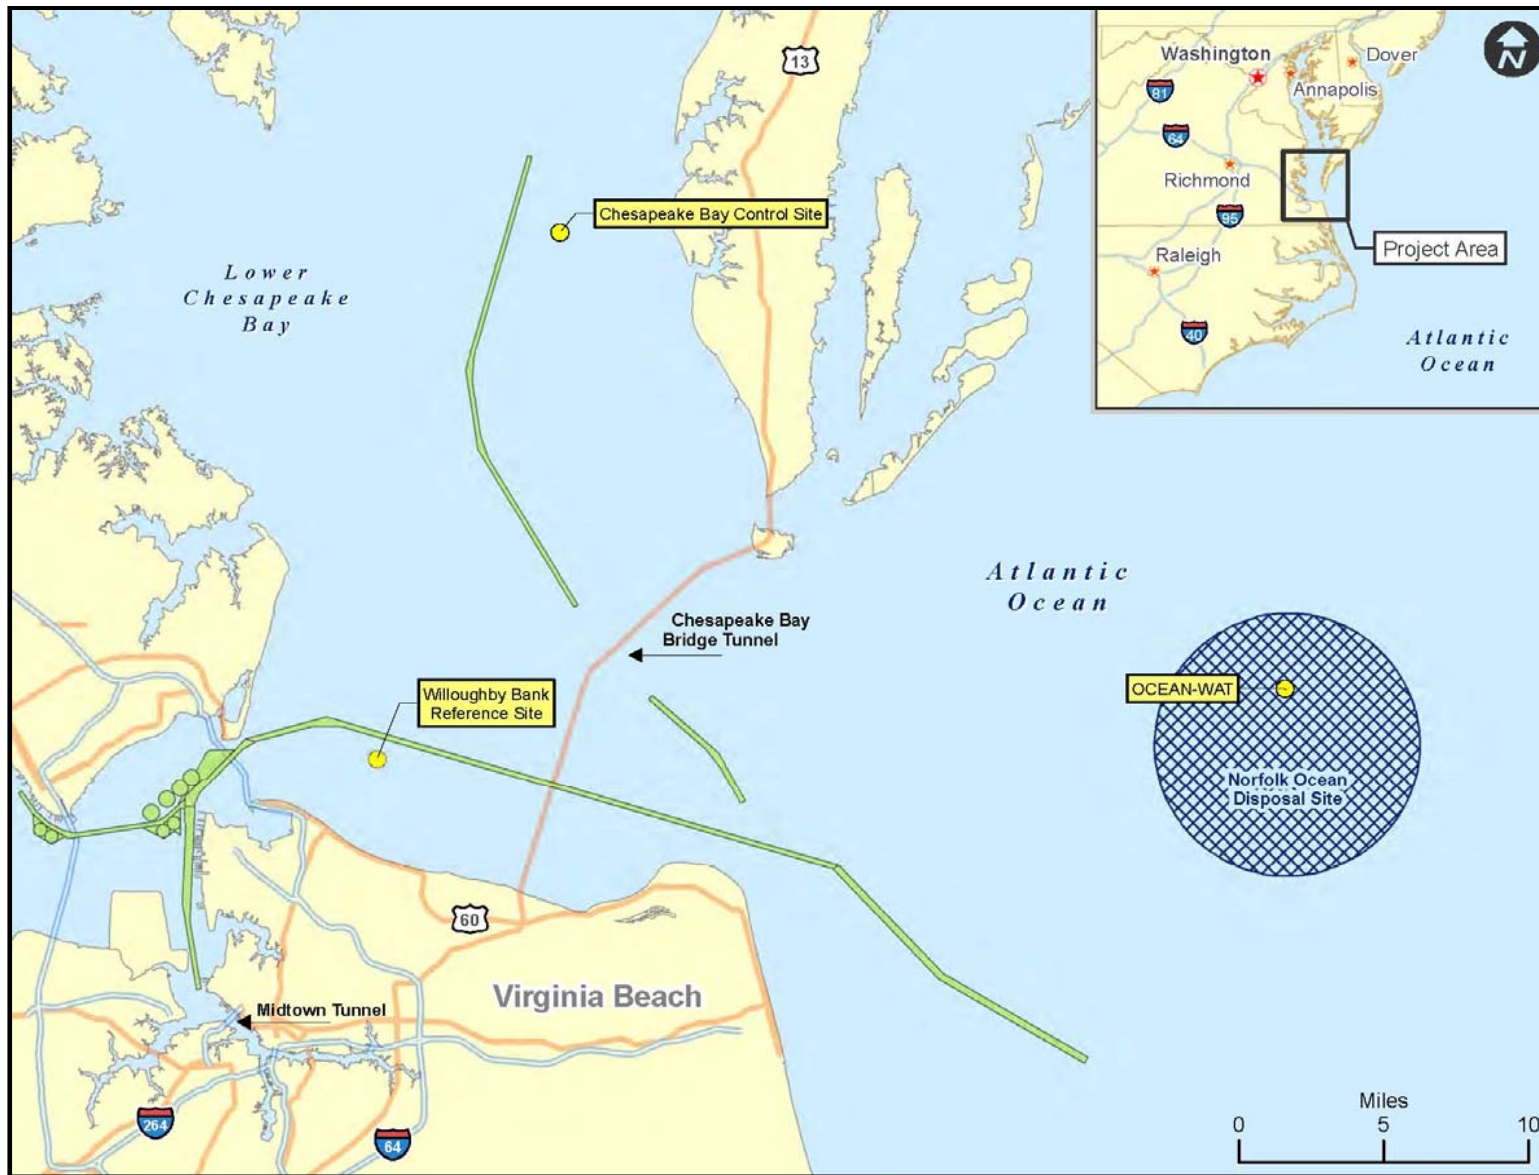 13
Chesapeake Bay Control Site
Lower
Chesapeake
Bay
Washington
Dover
Annapolis
N
81
64
Richmond
95
Raleigh
Project Area
40
Atlantic
Ocean
Atlantic
Ocean
Chesapeake Bay
Bridge Tunnel
Willoughby Bank
Reference Site
OCEAN-WAT
Norfolk Ocean
Disposal Site
60
Virginia Beach
Midtown Tunnel
264
64
Miles
0
5
10